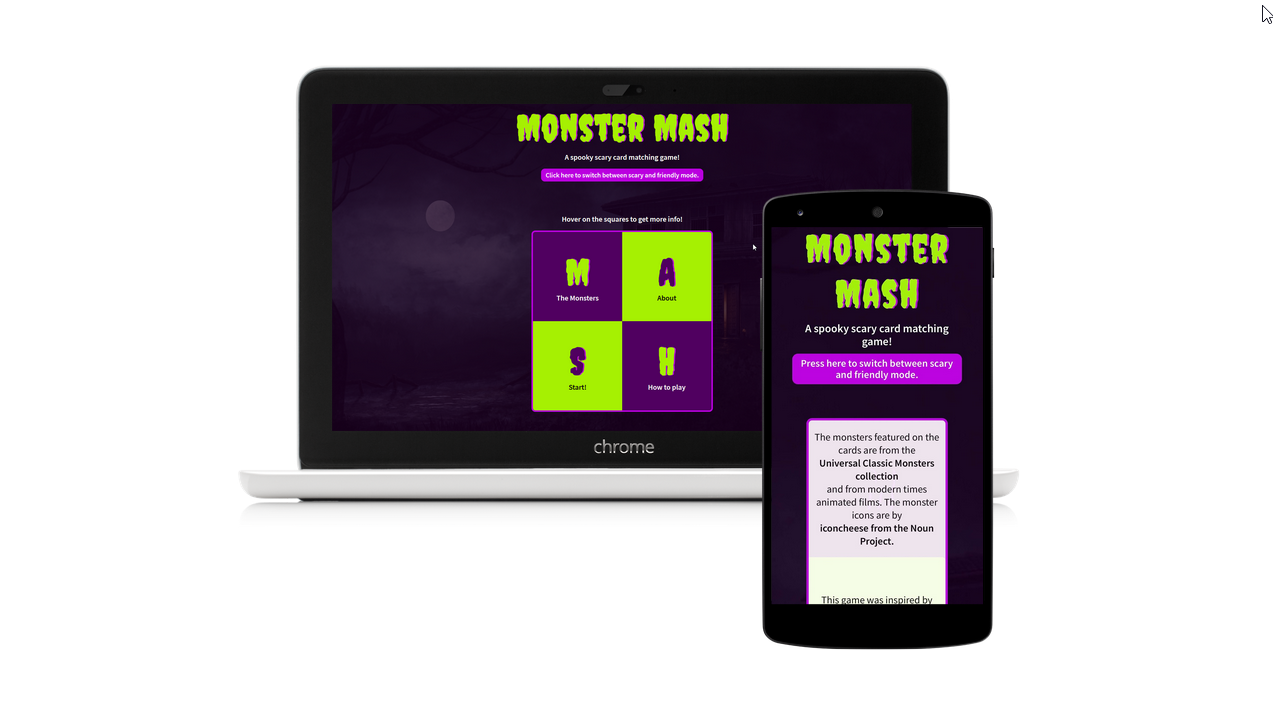 MONSTER MASH
A spooky scary card matching game!
Click here to switch between scary and friendly mode.
Hover on the squares to get more info!
M
The Monsters
A
About
S
Start!
H
How to play
chrome
MONSTER
MASH
A spooky scary card matching
game!
Press here to switch between scary
and friendly mode.
The monsters featured on the
cards are from the
Universal Classic Monsters
collection
and from modern times
animated films. The monster
icons are by
iconcheese from the Noun
Project.
This game was inspired by